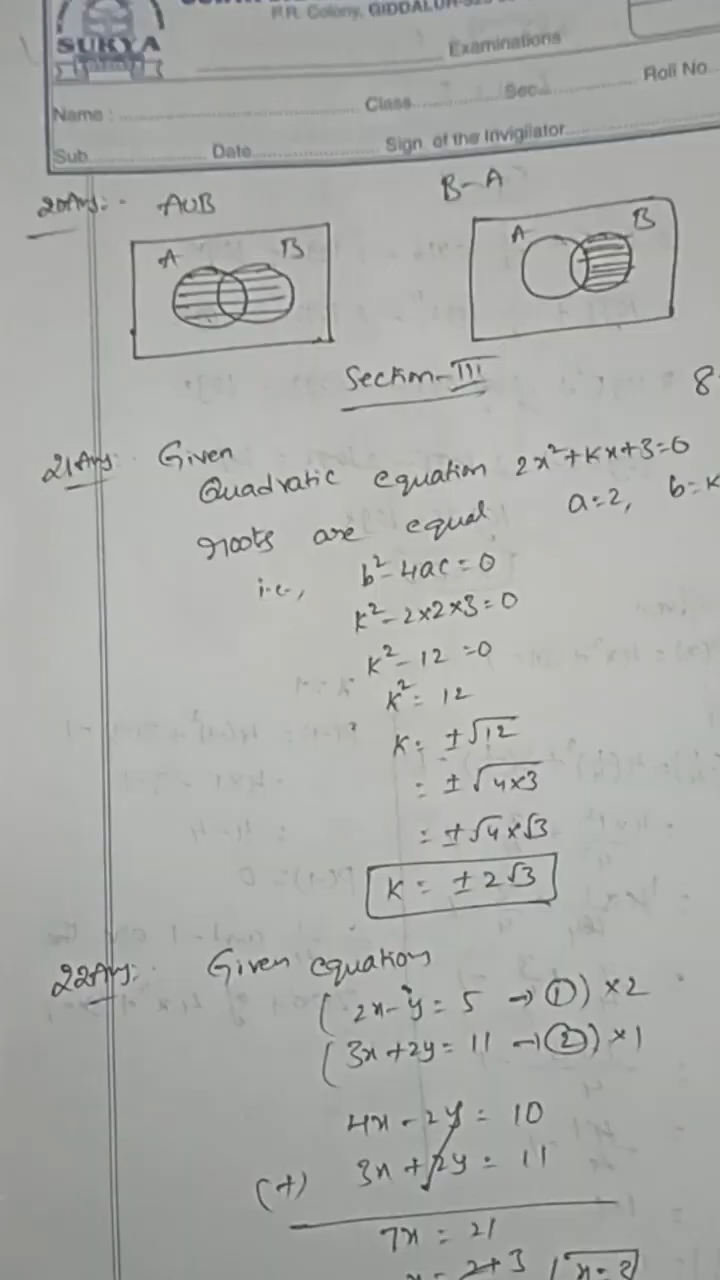 SURYA
P.R. Colony, GIDDALUR
Examinations
Name : Class Sec Roll No
Sub Date Sign of the Invigilator
20Ans:- A∪B B-A
A B A B
Section-III
8
21Ans: Given
Quadratic equation 2x²+Kx+3=0
roots are equal a=2, b=K
i.e., b²-4ac=0
K²-2×2×3=0
K²-12=0
K²=12
K=±√12
=±√4×3
=±√4×√3
K=±2√3
22Ans: Given equation
(2x-y=5→①)×2
(3x+2y=11→②)×1
4x-2y=10
(+) 3x+2y=11
7x=21